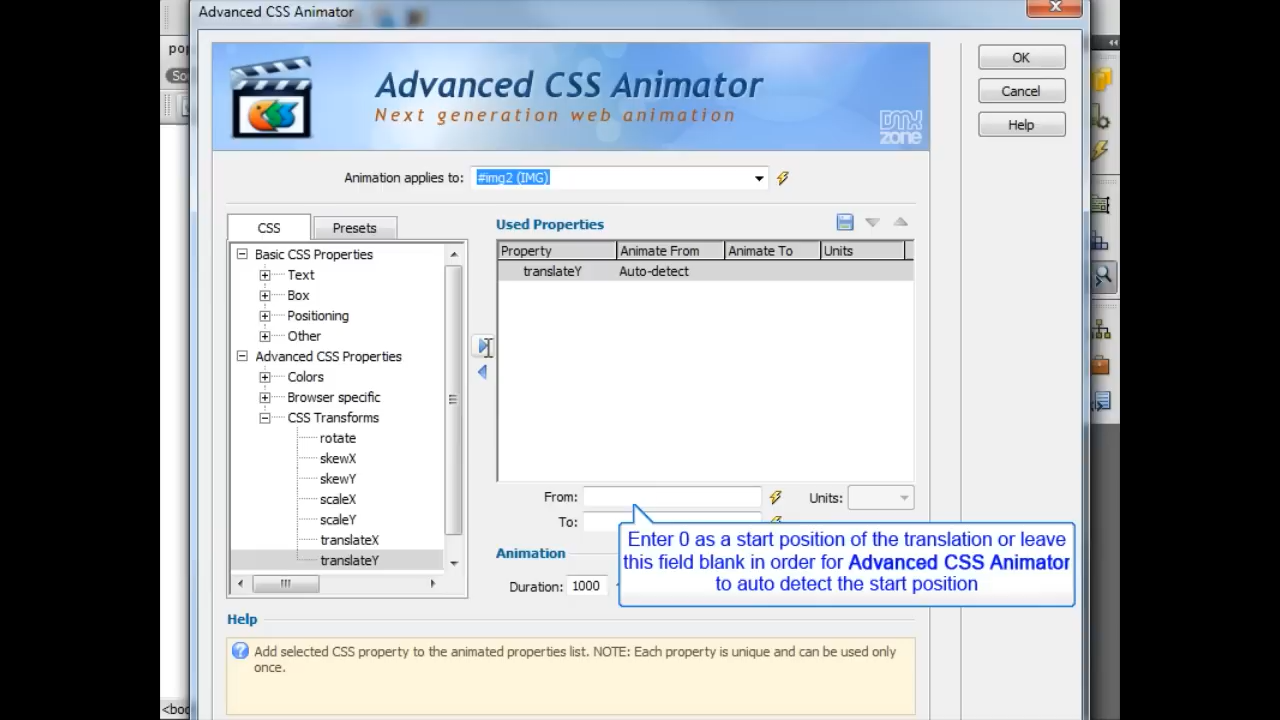 Advanced CSS Animator
pop
Advanced CSS Animator
Next generation web animation
DMX
zone
OK
Cancel
Help
Animation applies to: #img2 (IMG)
CSS Presets
Basic CSS Properties
Text
Box
Positioning
Other
Advanced CSS Properties
Colors
Browser specific
CSS Transforms
rotate
skewX
skewY
scaleX
scaleY
translateX
translateY
Used Properties
Property Animate From Animate To Units
translateY Auto-detect
From: Units:
To:
Enter 0 as a start position of the translation or leave
this field blank in order for Advanced CSS Animator
to auto detect the start position
Animation
Duration: 1000
Help
Add selected CSS property to the animated properties list. NOTE: Each property is unique and can be used only
once.
<boc